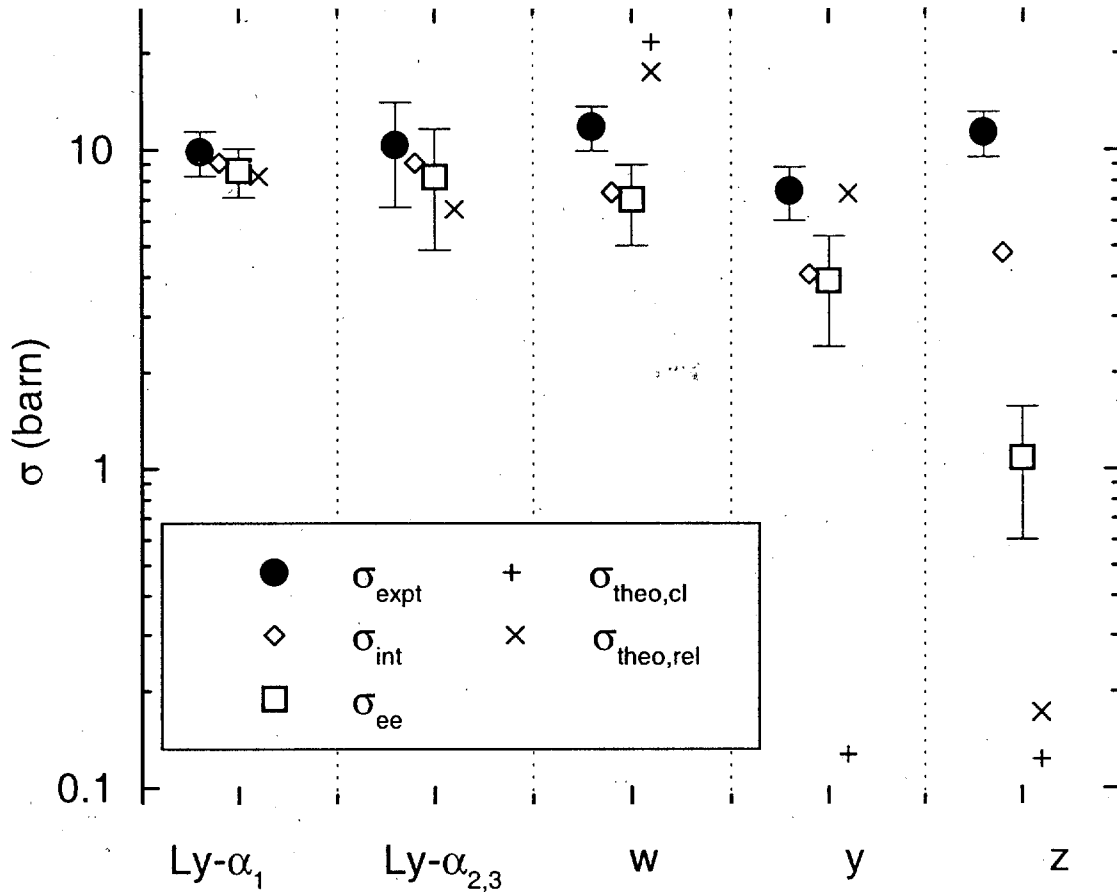 10
1
0.1
σ (barn)
σexpt
σint
σee
+ σtheo,cl
× σtheo,rel
Ly-α1
Ly-α2,3
w
y
z